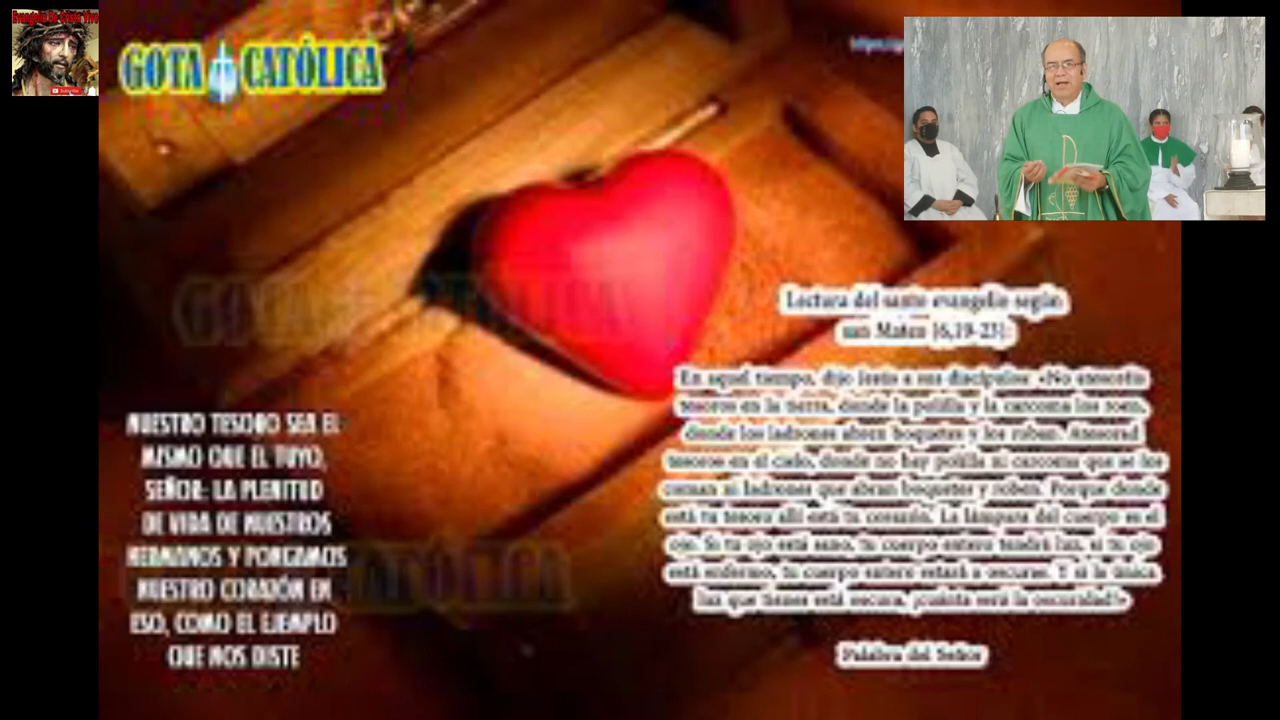 Evangelio De Cristo Vivo
GOTA CATÓLICA
Lectura del santo evangelio según
san Mateo (6,19-23):
En aquel tiempo, dijo Jesús a sus discípulos: «No atesoréis
tesoros en la tierra, donde la polilla y la carcoma los roen,
donde los ladrones abren boquetes y los roban. Atesorad
tesoros en el cielo, donde no hay polilla ni carcoma que se los
coman ni ladrones que abran boquetes y roben. Porque donde
está tu tesoro allí está tu corazón. La lámpara del cuerpo es el
ojo. Si tu ojo está sano, tu cuerpo entero tendrá luz, si tu ojo
está enfermo, tu cuerpo entero estará a oscuras. Y si la única
luz que tienes está oscura, ¡cuánta será la oscuridad!»
Palabra del Señor
NUESTRO TESORO SEA EL
MISMO QUE EL TUYO,
SEÑOR: LA PLENITUD
DE VIDA DE NUESTROS
HERMANOS Y PONGAMOS
NUESTRO CORAZÓN EN
ESO, COMO EL EJEMPLO
QUE NOS DISTE